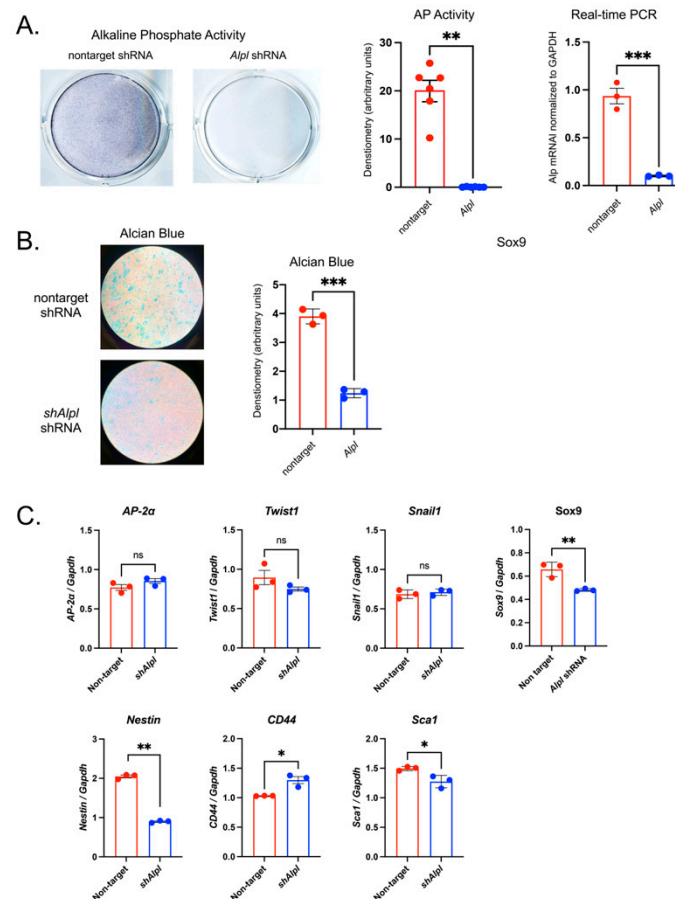 A.
Alkaline Phosphate Activity
nontarget shRNA
Alpl shRNA
AP Activity
Denstiometry (arbritrary units)
30
20
10
0
**
nontarget
Alpl
Real-time PCR
Alp mRNAl normalized to GAPDH
1.5
1.0
0.5
0.0
***
nontarget
Alpl
B.
Alcian Blue
nontarget
shRNA
shAlpl
shRNA
Alcian Blue
Denstiometry (arbritrary units)
5
4
3
2
1
0
***
nontarget
Alpl
Sox9
C.
AP-2α
AP-2α / Gapdh
1.5
1.0
0.5
0.0
ns
Non-target
shAlpl
Twist1
Twist1 / Gapdh
1.5
1.0
0.5
0.0
ns
Non-target
shAlpl
Snail1
Snail1 / Gapdh
1.5
1.0
0.5
0.0
ns
Non-target
shAlpl
Sox9
Sox9 / Gapdh
0.8
0.6
0.4
0.2
0.0
**
Non target
Alpl shRNA
Nestin
Nestin / Gapdh
3
2
1
0
**
Non-target
shAlpl
CD44
CD44 / Gapdh
2.0
1.5
1.0
0.5
0.0
*
Non-target
shAlpl
Sca1
Sca1 / Gapdh
2.0
1.5
1.0
0.5
0.0
*
Non-target
shAlpl